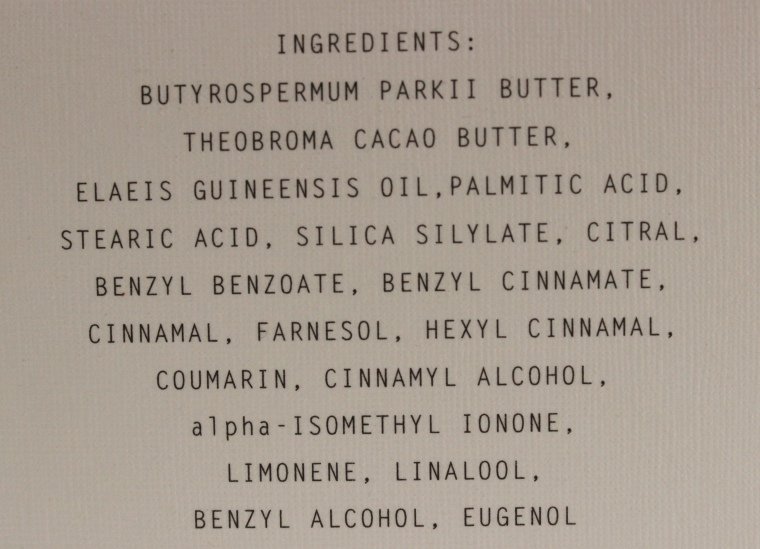 INGREDIENTS:
BUTYROSPERMUM PARKII BUTTER,
THEOBROMA CACAO BUTTER,
ELAEIS GUINEENSIS OIL,PALMITIC ACID,
STEARIC ACID, SILICA SILYLATE, CITRAL,
BENZYL BENZOATE, BENZYL CINNAMATE,
CINNAMAL, FARNESOL, HEXYL CINNAMAL,
COUMARIN, CINNAMYL ALCOHOL,
alpha-ISOMETHYL IONONE,
LIMONENE, LINALOOL,
BENZYL ALCOHOL, EUGENOL